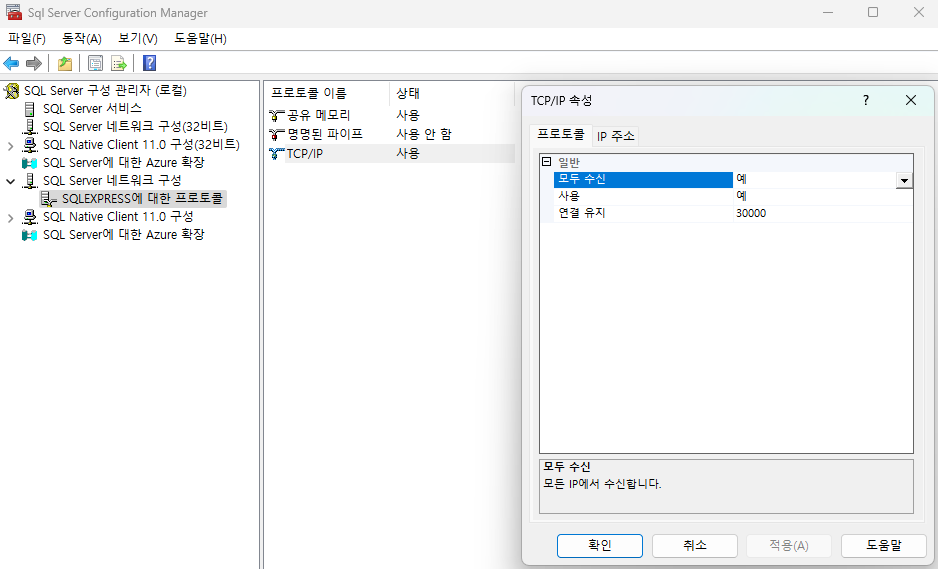 Sql Server Configuration Manager
파일(F) 동작(A) 보기(V) 도움말(H)
SQL Server 구성 관리자 (로컬)
SQL Server 서비스
SQL Server 네트워크 구성(32비트)
SQL Native Client 11.0 구성(32비트)
SQL Server에 대한 Azure 확장
SQL Server 네트워크 구성
SQLEXPRESS에 대한 프로토콜
SQL Native Client 11.0 구성
SQL Server에 대한 Azure 확장
프로토콜 이름 상태
공유 메모리 사용
명명된 파이프 사용 안 함
TCP/IP 사용
TCP/IP 속성 ?
프로토콜 IP 주소
일반
모두 수신 예
사용 예
연결 유지 30000
모두 수신
모든 IP에서 수신합니다.
확인 취소 적용(A) 도움말